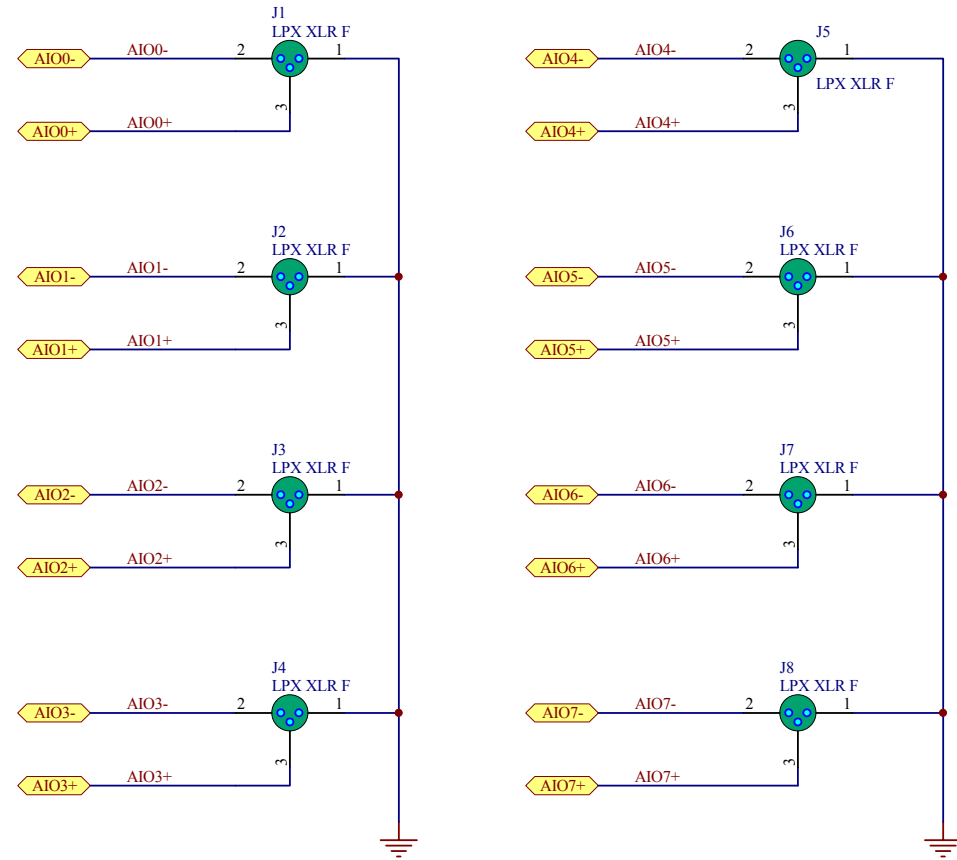 J1
LPX XLR F
AIO0- AIO0- 2 1
3
AIO0+ AIO0+
J2
LPX XLR F
AIO1- AIO1- 2 1
3
AIO1+ AIO1+
J3
LPX XLR F
AIO2- AIO2- 2 1
3
AIO2+ AIO2+
J4
LPX XLR F
AIO3- AIO3- 2 1
3
AIO3+ AIO3+
J5
AIO4- AIO4- 2 1
LPX XLR F
3
AIO4+ AIO4+
J6
LPX XLR F
AIO5- AIO5- 2 1
3
AIO5+ AIO5+
J7
LPX XLR F
AIO6- AIO6- 2 1
3
AIO6+ AIO6+
J8
LPX XLR F
AIO7- AIO7- 2 1
3
AIO7+ AIO7+